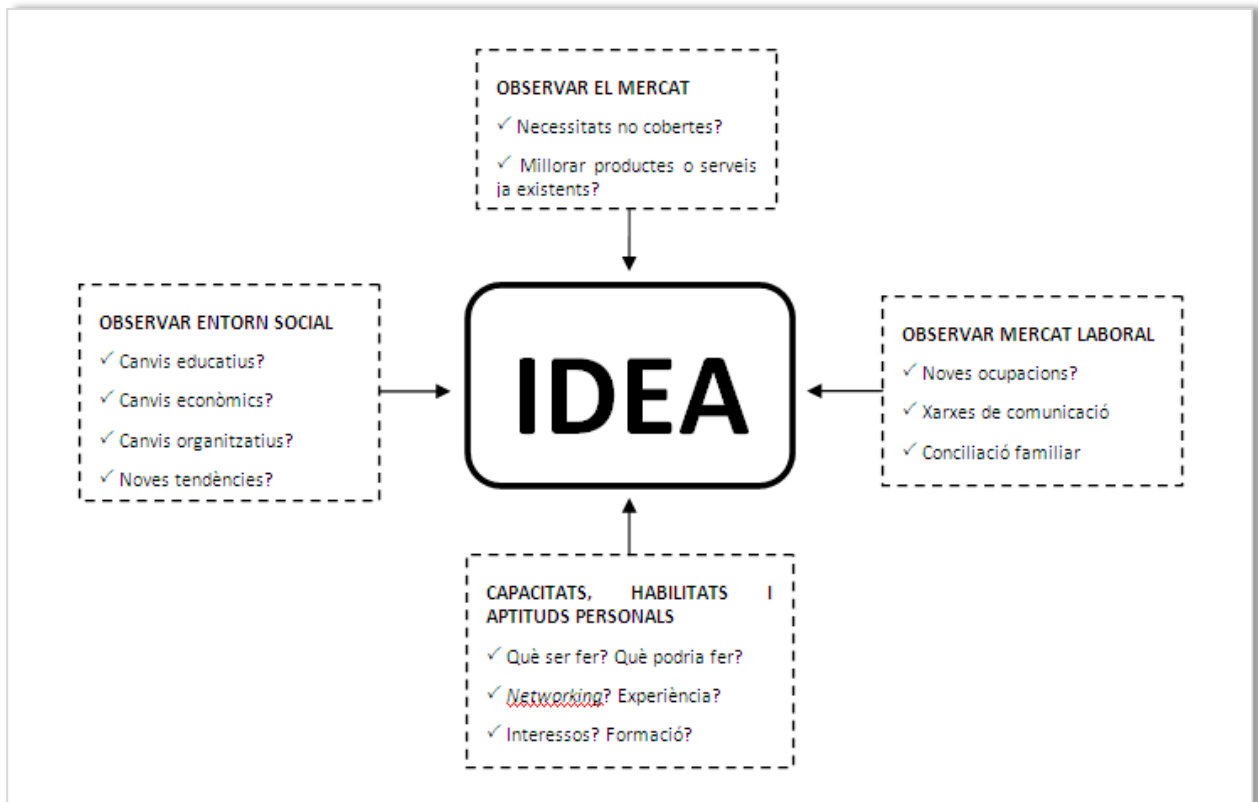 OBSERVAR EL MERCAT
✓ Necessitats no cobertes?
✓ Millorar productes o serveis
ja existents?
OBSERVAR ENTORN SOCIAL
✓ Canvis educatius?
✓ Canvis econòmics?
✓ Canvis organitzatius?
✓ Noves tendències?
IDEA
OBSERVAR MERCAT LABORAL
✓ Noves ocupacions?
✓ Xarxes de comunicació
✓ Conciliació familiar
CAPACITATS, HABILITATS I
APTITUDS PERSONALS
✓ Què ser fer? Què podria fer?
✓ Networking? Experiència?
✓ Interessos? Formació?